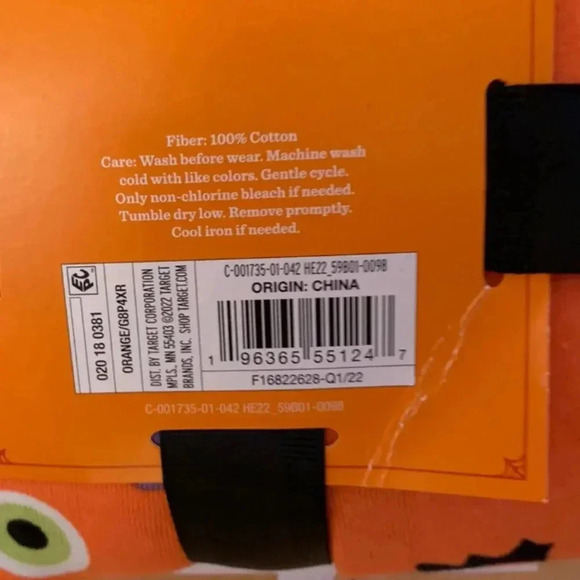 Fiber: 100% Cotton
Care: Wash before wear. Machine wash
cold with like colors. Gentle cycle.
Only non-chlorine bleach if needed.
Tumble dry low. Remove promptly.
Cool iron if needed.
020 18 0381
ORANGE/G8P4XR
DIST. BY TARGET CORPORATION
MPLS., MN 55403 ©2022 TARGET
BRANDS, INC. SHOP TARGET.COM
C-001735-01-042 HE22_59B01-009B
ORIGIN: CHINA
1 96365 55124 7
F16822628-Q1/22
C-001735-01-042 HE22_59B01-009B